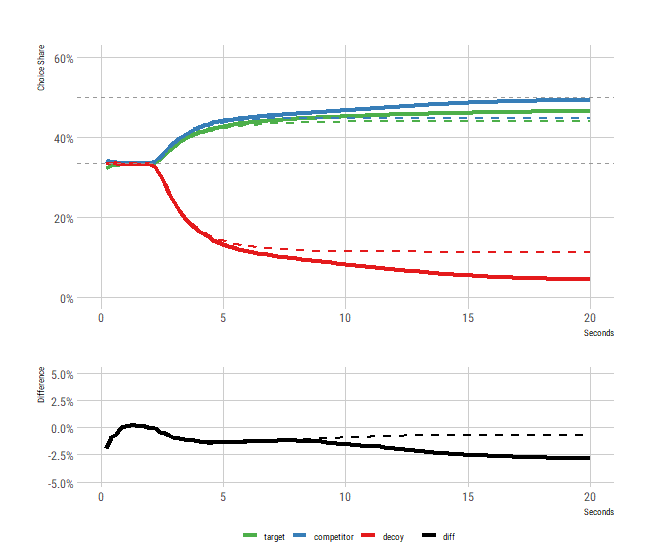 Choice Share
60%
40%
20%
0%
0 5 10 15 20
Seconds
Difference
5.0%
2.5%
0.0%
-2.5%
-5.0%
0 5 10 15 20
Seconds
target competitor decoy diff